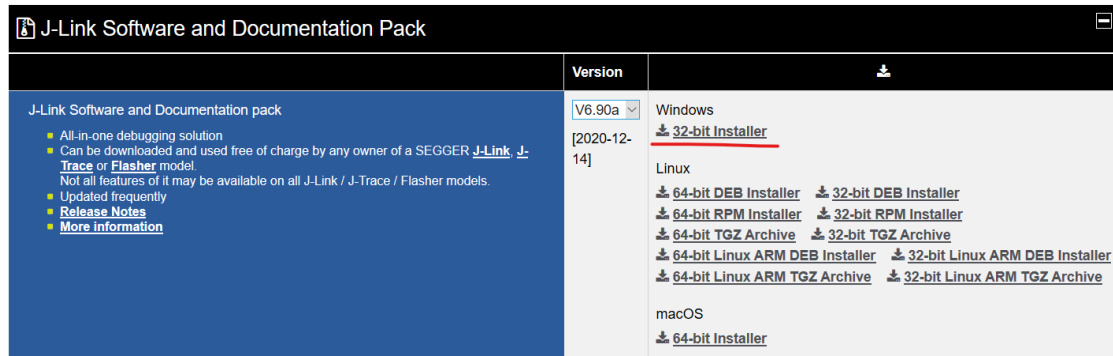 J-Link Software and Documentation Pack
Version
J-Link Software and Documentation pack
All-in-one debugging solution
Can be downloaded and used free of charge by any owner of a SEGGER J-Link, J-
Trace or Flasher model.
Not all features of it may be available on all J-Link / J-Trace / Flasher models.
Updated frequently
Release Notes
More information
V6.90a
[2020-12-
14]
Windows
32-bit Installer
Linux
64-bit DEB Installer 32-bit DEB Installer
64-bit RPM Installer 32-bit RPM Installer
64-bit TGZ Archive 32-bit TGZ Archive
64-bit Linux ARM DEB Installer 32-bit Linux ARM DEB Installer
64-bit Linux ARM TGZ Archive 32-bit Linux ARM TGZ Archive
macOS
64-bit Installer